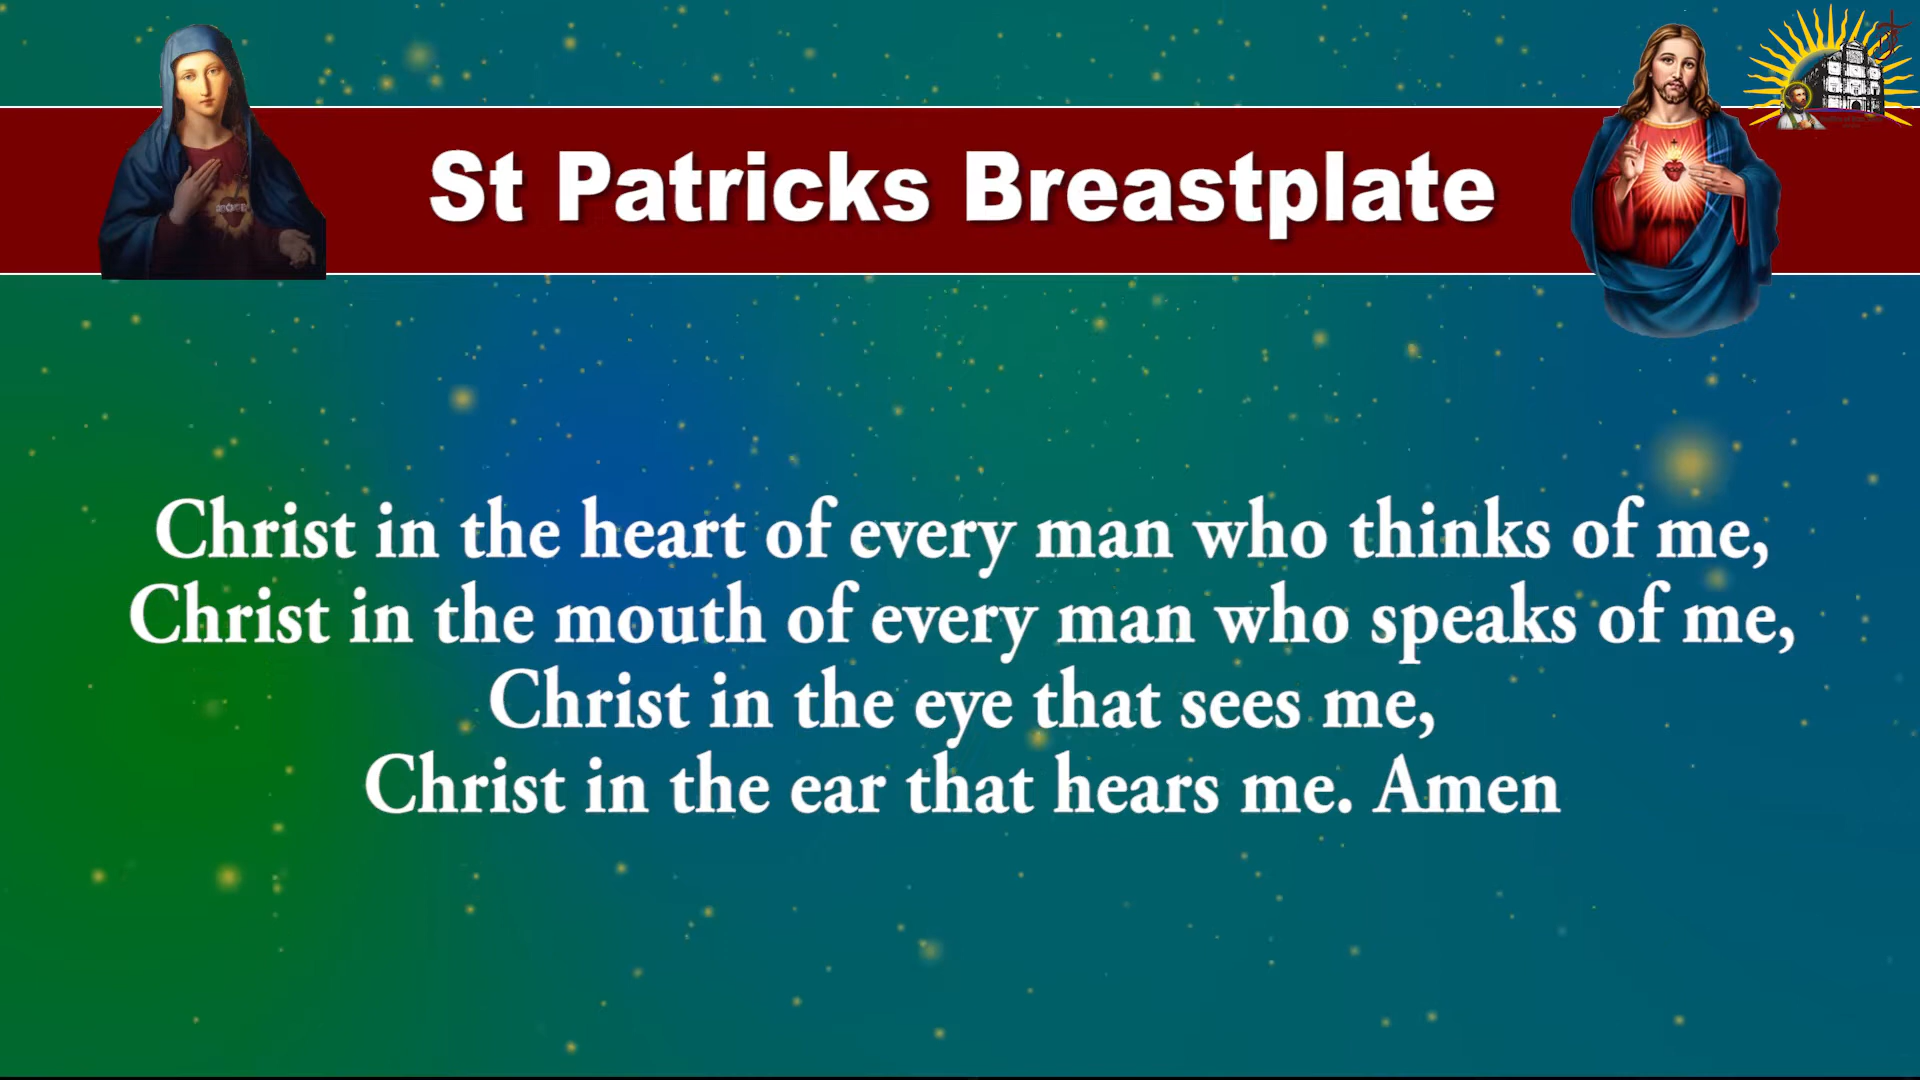 St Patricks Breastplate
Christ in the heart of every man who thinks of me,
Christ in the mouth of every man who speaks of me,
Christ in the eye that sees me,
Christ in the ear that hears me. Amen